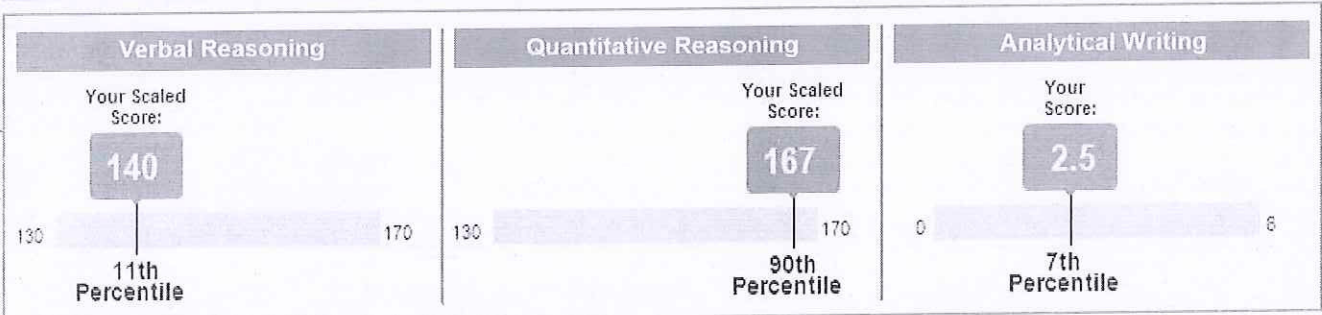 Verbal Reasoning
Your Scaled
Score:
140
130
170
11th
Percentile
Quantitative Reasoning
Your Scaled
Score:
167
130
170
90th
Percentile
Analytical Writing
Your
Score:
2.5
0
6
7th
Percentile